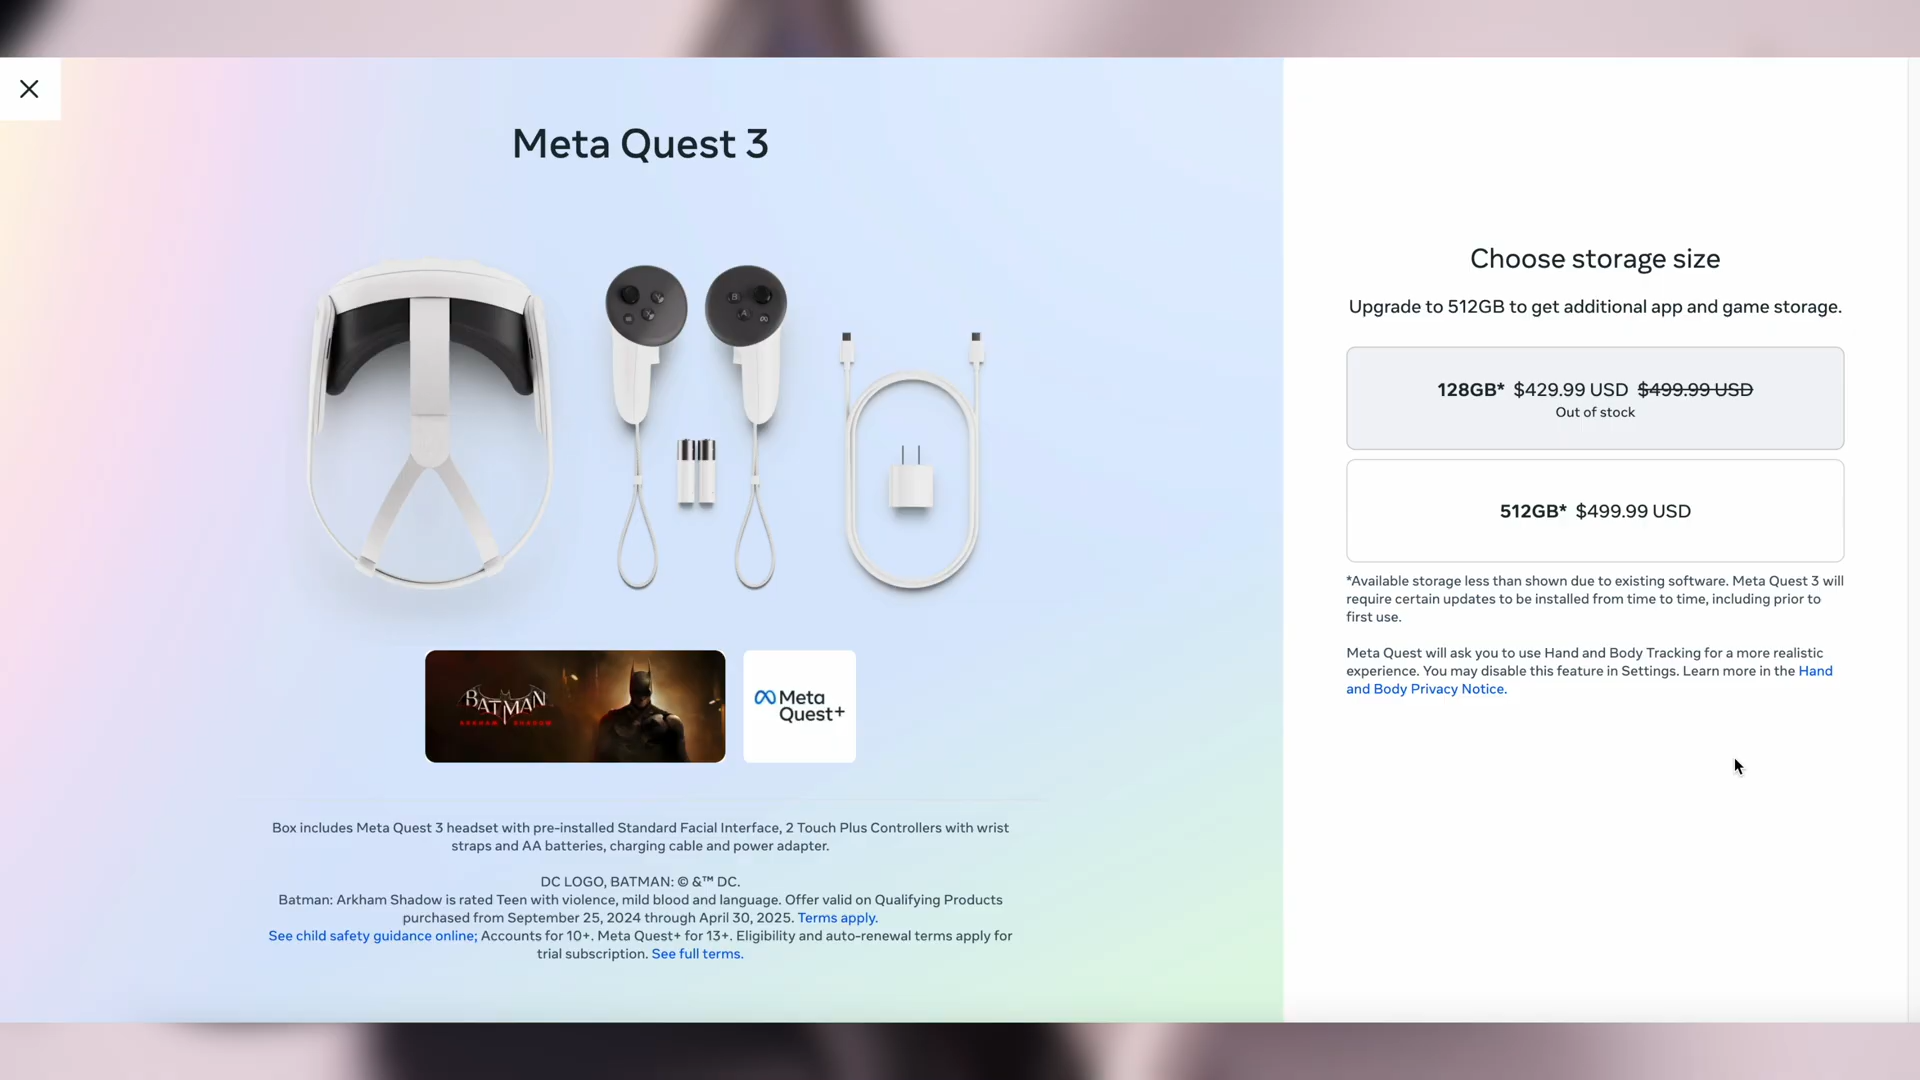 Meta Quest 3
BATMAN
ARKHAM SHADOW
Meta
Quest+
Box includes Meta Quest 3 headset with pre-installed Standard Facial Interface, 2 Touch Plus Controllers with wrist
straps and AA batteries, charging cable and power adapter.
DC LOGO, BATMAN: © &™ DC.
Batman: Arkham Shadow is rated Teen with violence, mild blood and language. Offer valid on Qualifying Products
purchased from September 25, 2024 through April 30, 2025. Terms apply.
See child safety guidance online; Accounts for 10+. Meta Quest+ for 13+. Eligibility and auto-renewal terms apply for
trial subscription. See full terms.
Choose storage size
Upgrade to 512GB to get additional app and game storage.
128GB* $429.99 USD $499.99 USD
Out of stock
512GB* $499.99 USD
*Available storage less than shown due to existing software. Meta Quest 3 will
require certain updates to be installed from time to time, including prior to
first use.
Meta Quest will ask you to use Hand and Body Tracking for a more realistic
experience. You may disable this feature in Settings. Learn more in the Hand
and Body Privacy Notice.